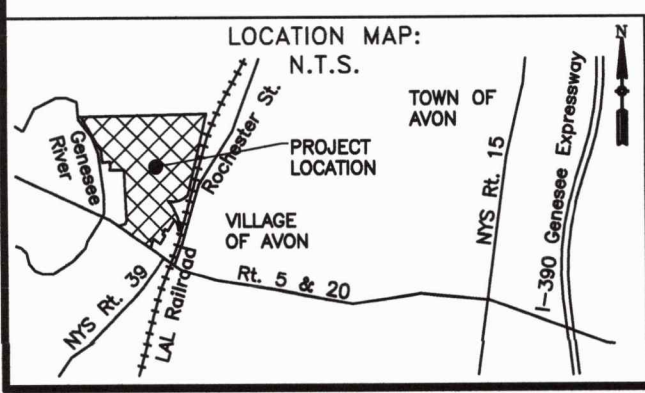 LOCATION MAP:
N.T.S.
N
TOWN OF
AVON
Genesee
River
Rochester St.
PROJECT
LOCATION
NYS Rt. 15
I-390 Genesee Expressway
VILLAGE
OF AVON
NYS Rt. 39
LAL Railroad
Rt. 5 & 20